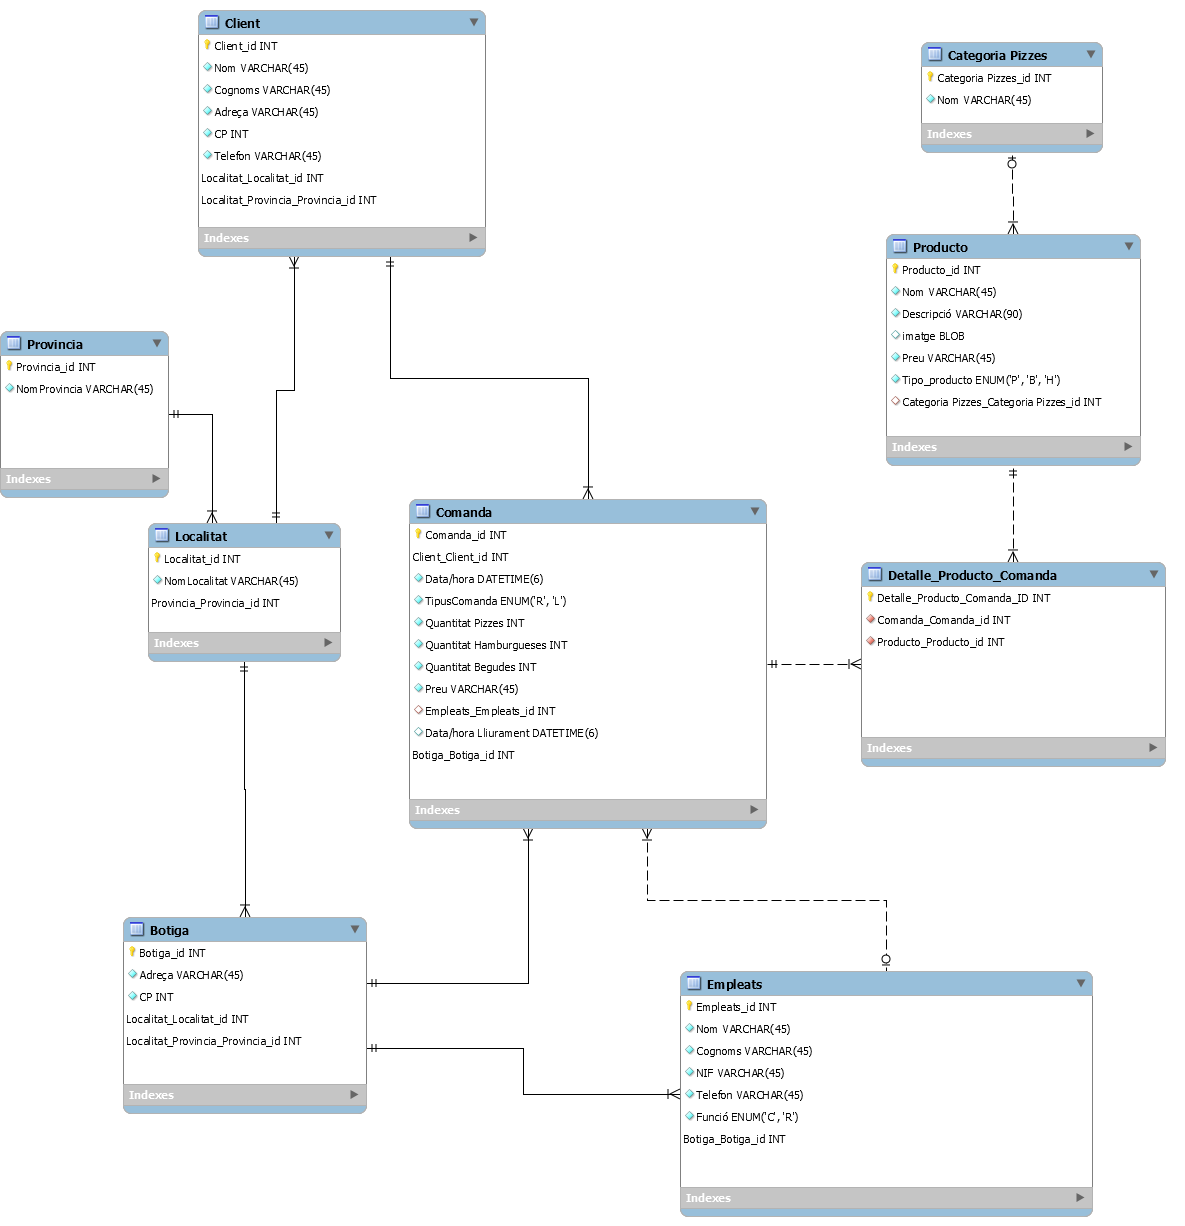 Client
Client_id INT
Nom VARCHAR(45)
Cognoms VARCHAR(45)
Adreça VARCHAR(45)
CP INT
Telefon VARCHAR(45)
Localitat_Localitat_id INT
Localitat_Provincia_Provincia_id INT
Indexes
Categoria Pizzes
Categoria Pizzes_id INT
Nom VARCHAR(45)
Indexes
Producto
Producto_id INT
Nom VARCHAR(45)
Descripció VARCHAR(90)
imatge BLOB
Preu VARCHAR(45)
Tipo_producto ENUM('P', 'B', 'H')
Categoria Pizzes_Categoria Pizzes_id INT
Indexes
Provincia
Provincia_id INT
NomProvincia VARCHAR(45)
Indexes
Localitat
Localitat_id INT
NomLocalitat VARCHAR(45)
Provincia_Provincia_id INT
Indexes
Comanda
Comanda_id INT
Client_Client_id INT
Data/hora DATETIME(6)
TipusComanda ENUM('R', 'L')
Quantitat Pizzes INT
Quantitat Hamburgueses INT
Quantitat Begudes INT
Preu VARCHAR(45)
Empleats_Empleats_id INT
Data/hora Lliurament DATETIME(6)
Botiga_Botiga_id INT
Indexes
Detalle_Producto_Comanda
Detalle_Producto_Comanda_ID INT
Comanda_Comanda_id INT
Producto_Producto_id INT
Indexes
Botiga
Botiga_id INT
Adreça VARCHAR(45)
CP INT
Localitat_Localitat_id INT
Localitat_Provincia_Provincia_id INT
Indexes
Empleats
Empleats_id INT
Nom VARCHAR(45)
Cognoms VARCHAR(45)
NIF VARCHAR(45)
Telefon VARCHAR(45)
Funció ENUM('C', 'R')
Botiga_Botiga_id INT
Indexes